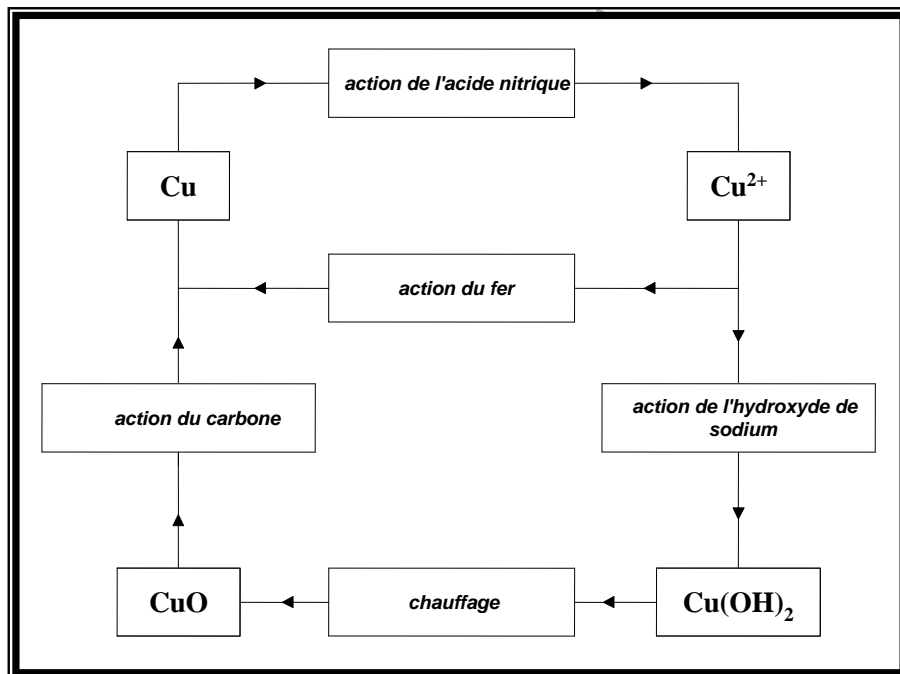 action de l'acide nitrique
Cu
Cu²⁺
action du fer
action du carbone
action de l'hydroxyde de
sodium
CuO
chauffage
Cu(OH)₂